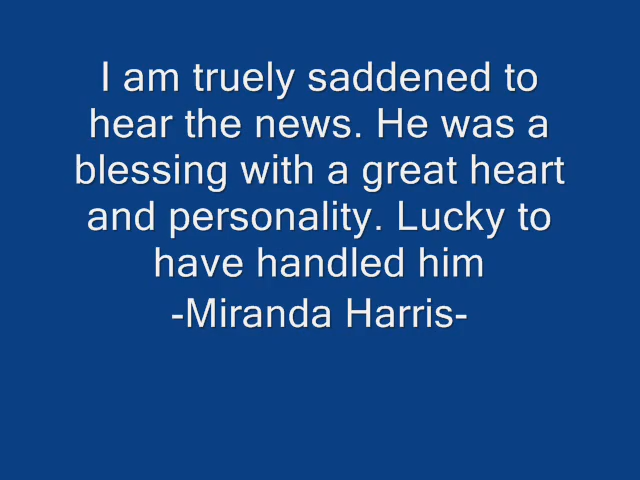 I am truely saddened to
hear the news. He was a
blessing with a great heart
and personality. Lucky to
have handled him
-Miranda Harris-